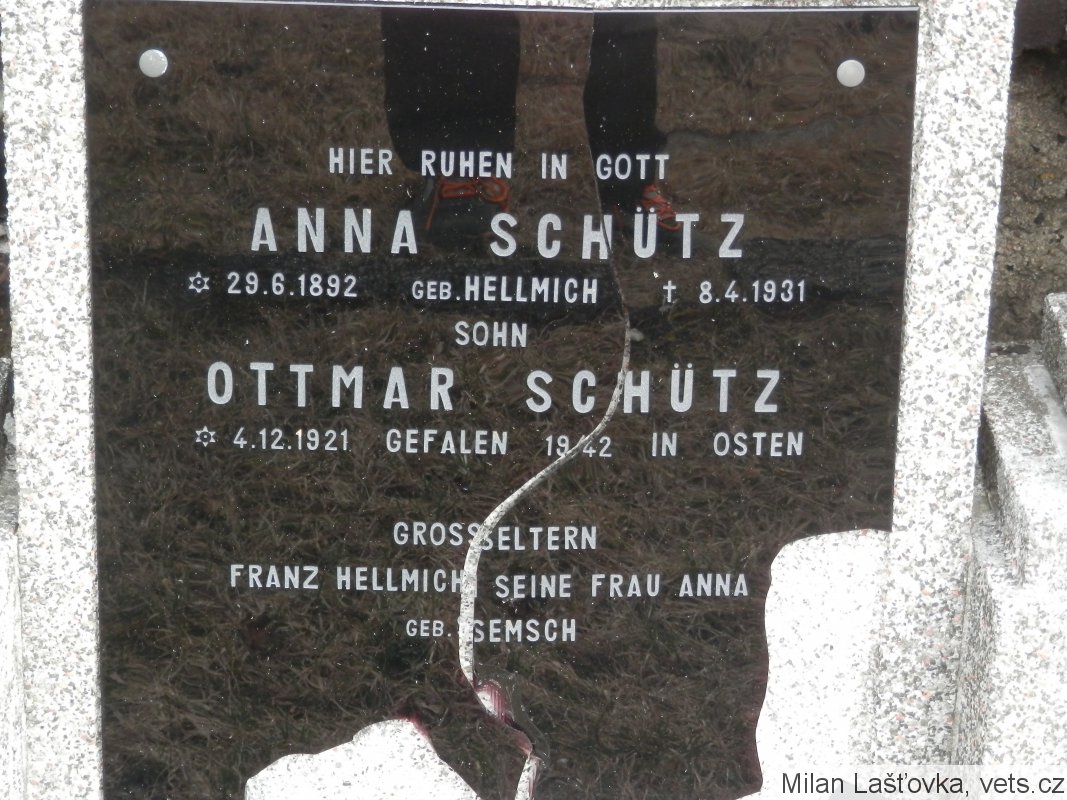 HIER RUHEN IN GOTT
ANNA SCHÜTZ
✡ 29.6.1892 GEB. HELLMICH † 8.4.1931
SOHN
OTTMAR SCHÜTZ
✡ 4.12.1921 GEFALEN 1942 IN OSTEN
GROSSELTERN
FRANZ HELLMICH SEINE FRAU ANNA
GEB. SEMSCH
Milan Lašťovka, vets.cz